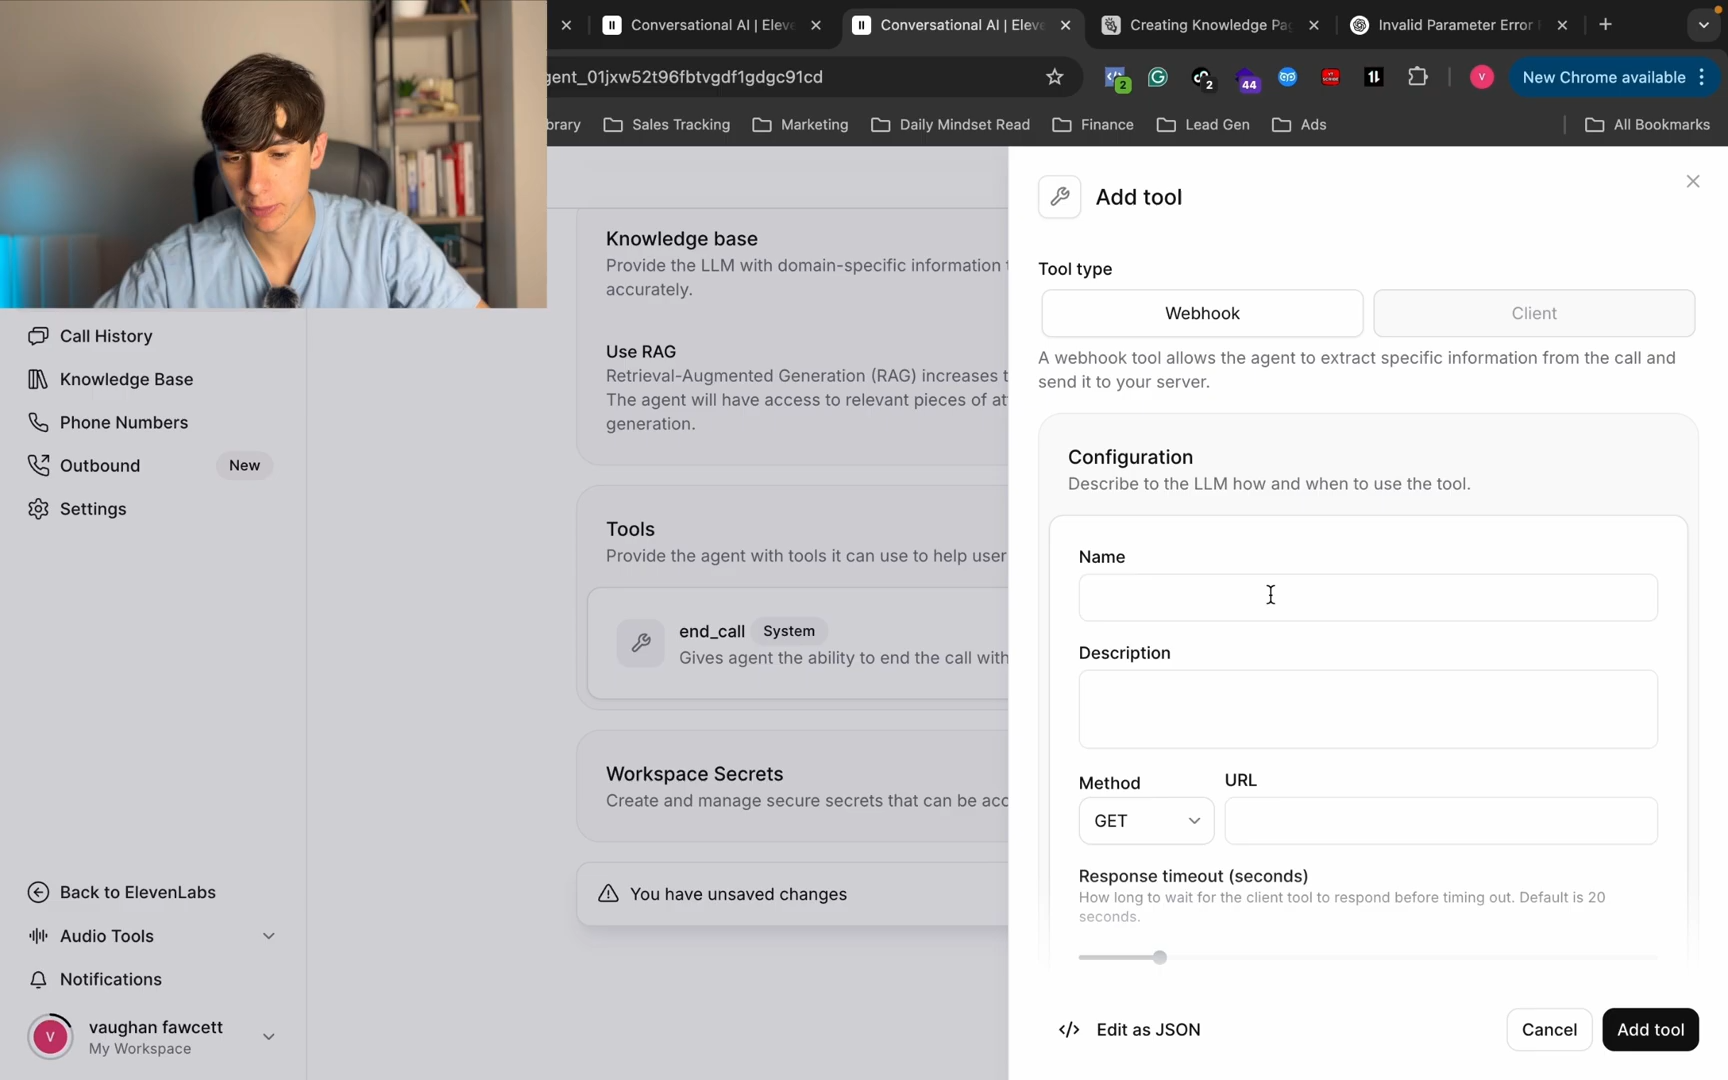 Conversational AI | Eleve
Conversational AI | Eleve
Creating Knowledge Pag
Invalid Parameter Error
gent_01jxw52t96fbtvgdf1gdgc91cd
2
2
44
V
New Chrome available
brary
Sales Tracking
Marketing
Daily Mindset Read
Finance
Lead Gen
Ads
All Bookmarks
Call History
Knowledge Base
Phone Numbers
Outbound
New
Settings
Back to ElevenLabs
Audio Tools
Notifications
V
vaughan fawcett
My Workspace
Knowledge base
Provide the LLM with domain-specific information
accurately.
Use RAG
Retrieval-Augmented Generation (RAG) increases t
The agent will have access to relevant pieces of at
generation.
Tools
Provide the agent with tools it can use to help user
end_call
System
Gives agent the ability to end the call with
Workspace Secrets
Create and manage secure secrets that can be acc
You have unsaved changes
Add tool
Tool type
Webhook
Client
A webhook tool allows the agent to extract specific information from the call and
send it to your server.
Configuration
Describe to the LLM how and when to use the tool.
Name
Description
Method
URL
GET
Response timeout (seconds)
How long to wait for the client tool to respond before timing out. Default is 20
seconds.
</> Edit as JSON
Cancel
Add tool